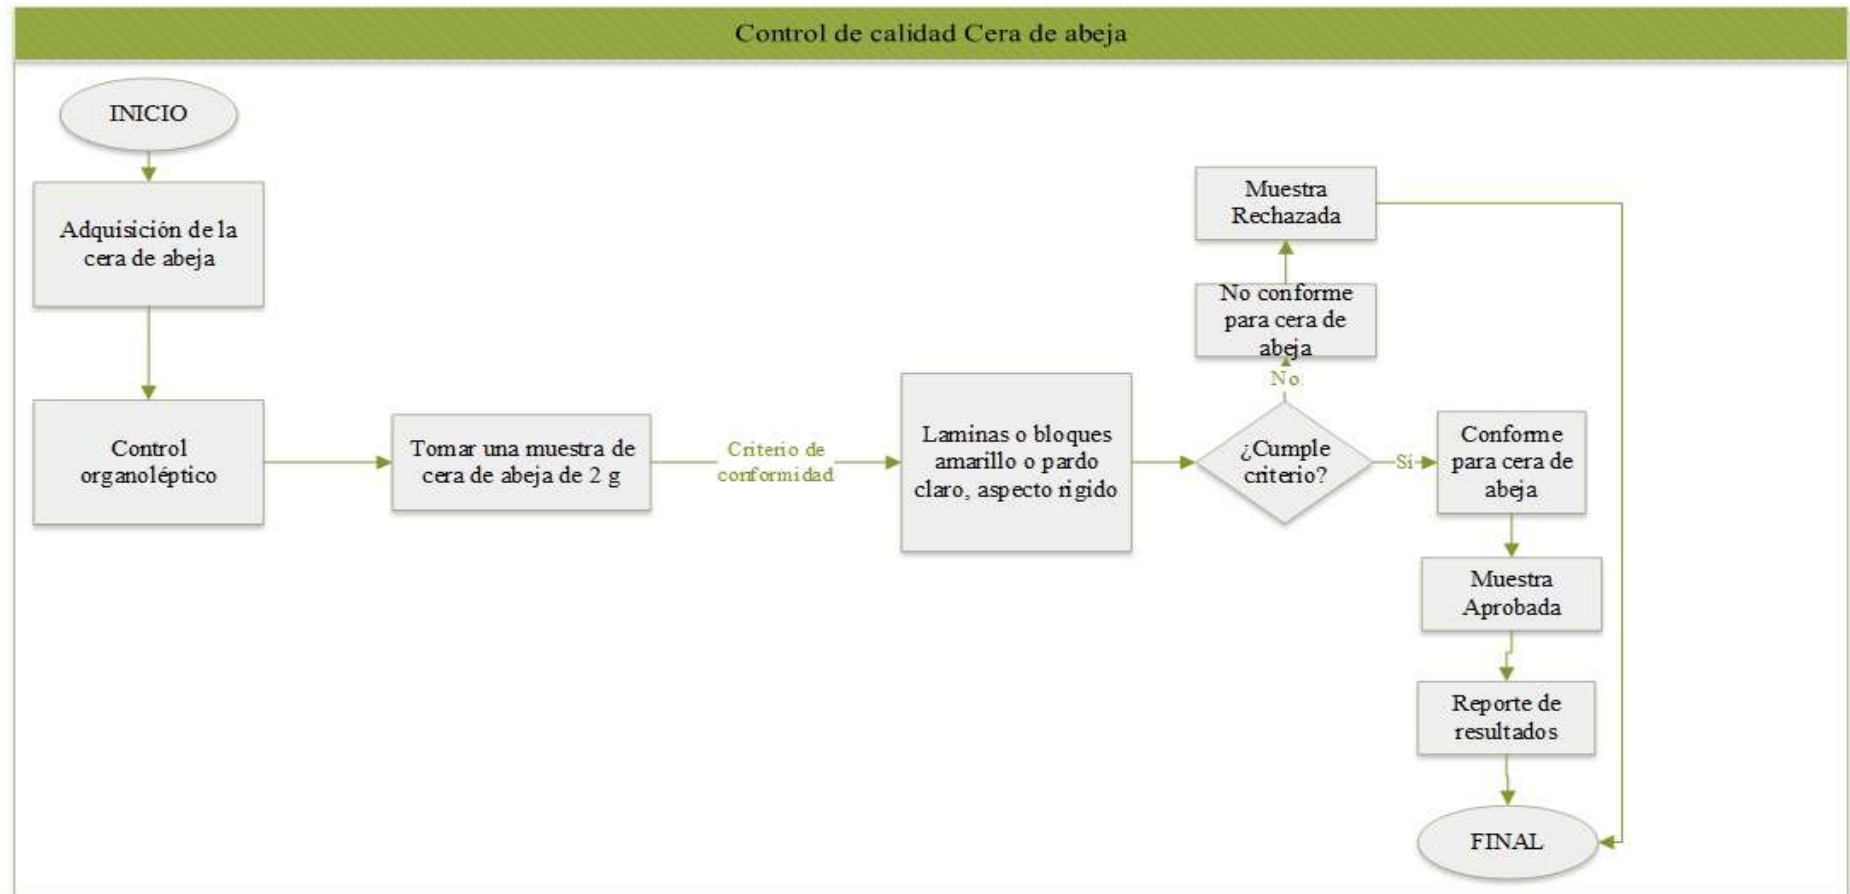 Control de calidad Cera de abeja
INICIO
Adquisición de la
cera de abeja
Control
organoléptico
Tomar una muestra de
cera de abeja de 2 g
Criterio de
conformidad
Laminas o bloques
amarillo o pardo
claro, aspecto rígido
¿Cumple
criterio?
No
No conforme
para cera de
abeja
Muestra
Rechazada
Sí
Conforme
para cera de
abeja
Muestra
Aprobada
Reporte de
resultados
FINAL